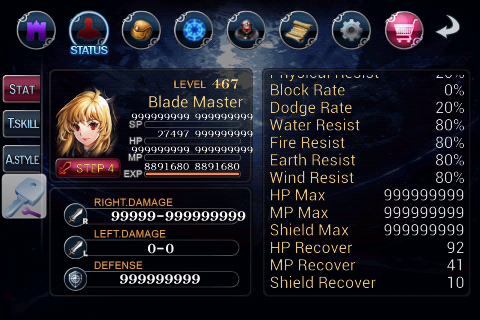 STATUS
STAT
T.SKILL
A.STYLE
LEVEL 467
Blade Master
SP 999999999 999999999
HP 27497 999999999
MP 999999999 999999999
EXP 8891680 8891680
STEP 4
RIGHT.DAMAGE
R 99999-999999999
LEFT.DAMAGE
L 0-0
DEFENSE
999999999
Physical Resist 20%
Block Rate 0%
Dodge Rate 20%
Water Resist 80%
Fire Resist 80%
Earth Resist 80%
Wind Resist 80%
HP Max 999999999
MP Max 999999999
Shield Max 999999999
HP Recover 92
MP Recover 41
Shield Recover 10